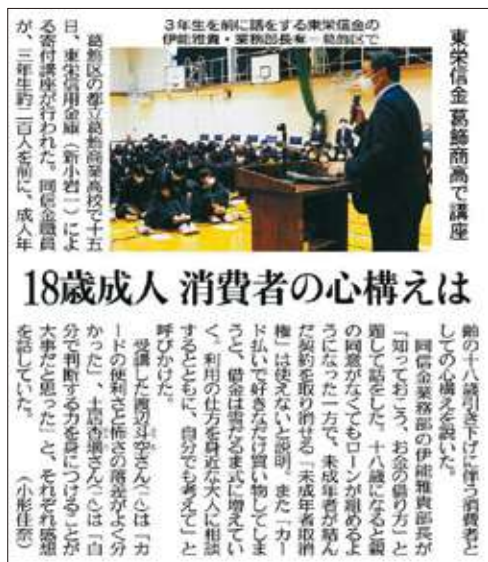 ３年生を前に話をする東栄信金の
伊能雅貴・業務部長㊨＝葛飾区で
東栄信金 葛飾商高で講座
18歳成人 消費者の心構えは
葛飾区の都立葛飾商業高校で十五
日、東栄信用金庫（新小岩一）によ
る寄付講座が行われた。同信金職員
が、三年生約二百人を前に、成人年
齢の十八歳引き下げに伴う消費者と
しての心構えを説いた。
同信金業務部の伊能雅貴部長が
「知っておこう、お金の借り方」と
題して話をした。十八歳になると親
の同意がなくてもローンが組めるよ
うになった一方で、未成年者が結ん
だ契約を取り消せる「未成年者取消
権」は使えないと説明。また「カー
ド払いで好きなだけ買い物してしま
うと、借金は雪だるま式に増えてい
く。利用の仕方を身近な大人に相談
するとともに、自分でも考えて」と
呼びかけた。
受講した渡辺斗空さん（一八）は「カ
ードの便利さと怖さの落差がよく分
かった」、土居杏璃さん（一八）は「自
分で判断する力を身につけることが
大事だと思った」と、それぞれ感想
を話していた。
（小形佳奈）